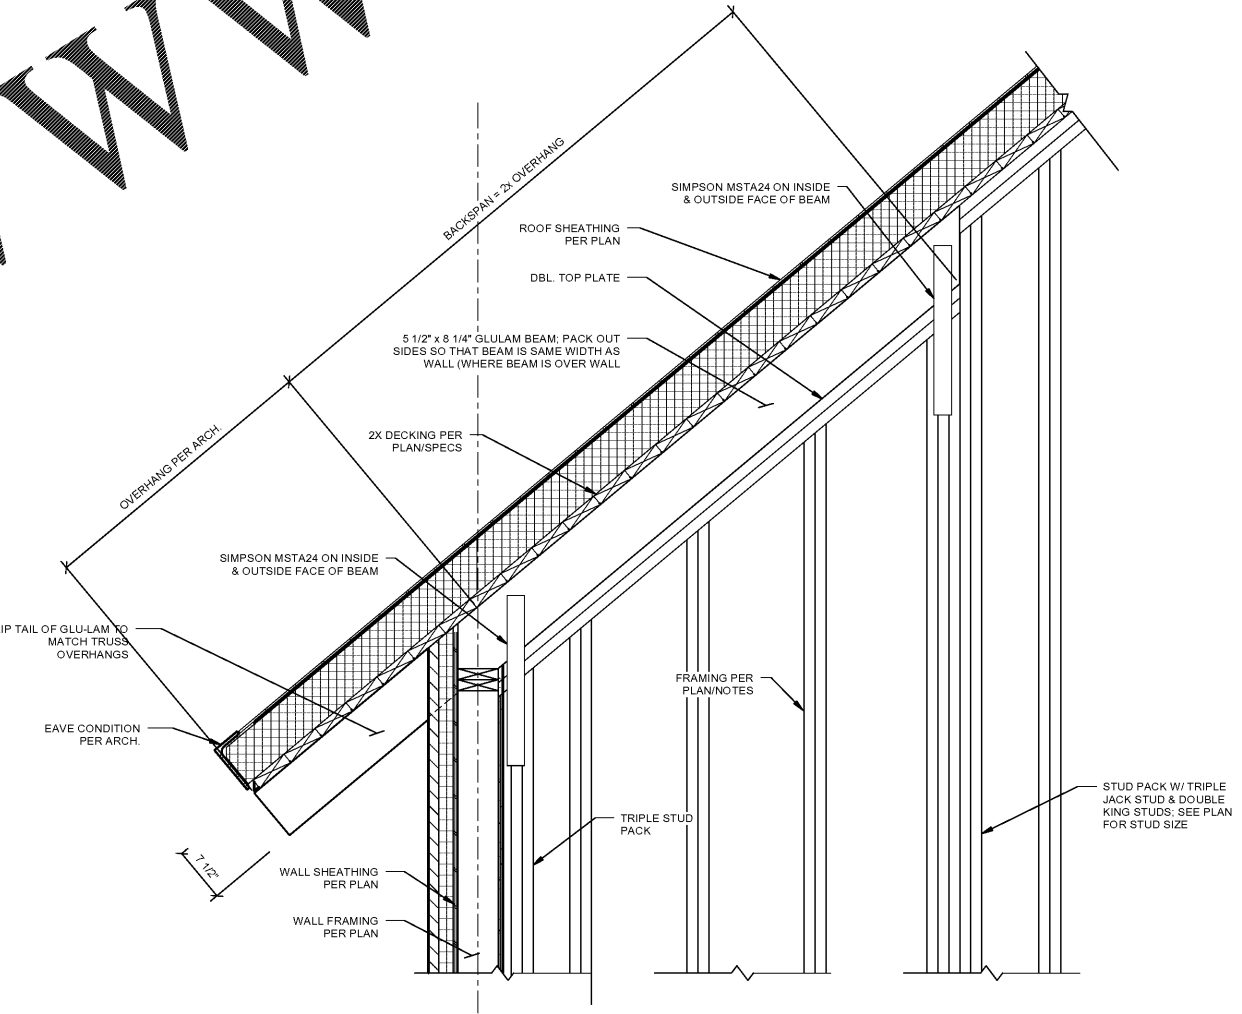 WW
BACKSPAN = 2x OVERHANG
SIMPSON MSTA24 ON INSIDE
& OUTSIDE FACE OF BEAM
ROOF SHEATHING
PER PLAN
DBL. TOP PLATE
5 1/2" x 8 1/4" GLULAM BEAM; PACK OUT
SIDES SO THAT BEAM IS SAME WIDTH AS
WALL (WHERE BEAM IS OVER WALL
2X DECKING PER
PLAN/SPECS
OVERHANG PER ARCH.
SIMPSON MSTA24 ON INSIDE
& OUTSIDE FACE OF BEAM
IP TAIL OF GLU-LAM TO
MATCH TRUSS
OVERHANGS
FRAMING PER
PLAN/NOTES
EAVE CONDITION
PER ARCH.
STUD PACK W/ TRIPLE
JACK STUD & DOUBLE
KING STUDS; SEE PLAN
FOR STUD SIZE
TRIPLE STUD
PACK
7 1/2"
WALL SHEATHING
PER PLAN
WALL FRAMING
PER PLAN